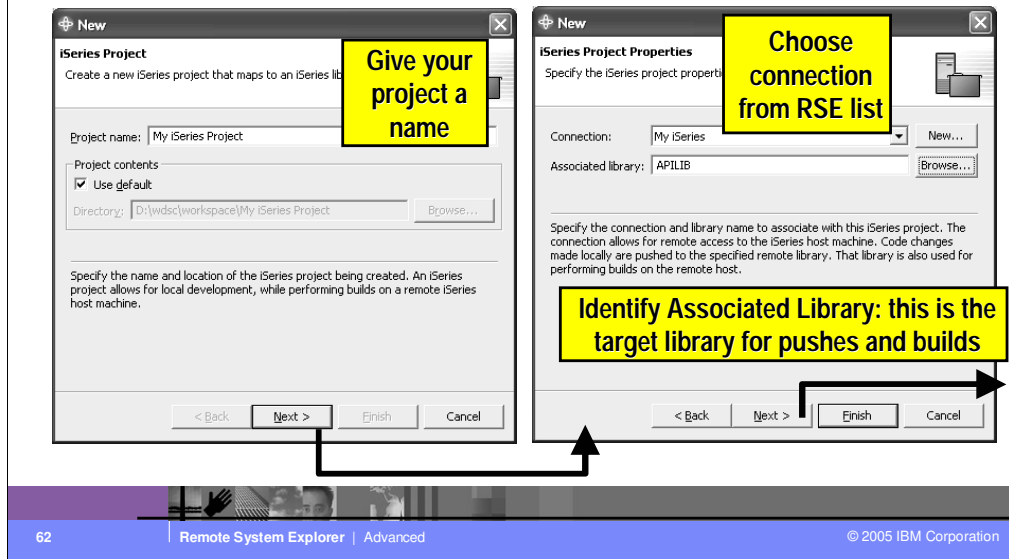 New
iSeries Project
Create a new iSeries project that maps to an iSeries
Give your
project a
name
Project name: My iSeries Project
Project contents
Use default
Directory: D:\wdsc\workspace\My iSeries Project Browse...
Specify the name and location of the iSeries project being created. An iSeries
project allows for local development, while performing builds on a remote iSeries
host machine.
< Back Next > Finish Cancel
New
iSeries Project Properties
Specify the iSeries project
Choose
connection
from RSE list
Connection: My iSeries New...
Associated library: APILIB Browse...
Specify the connection and library name to associate with this iSeries project. The
connection allows for remote access to the iSeries host machine. Code changes
made locally are pushed to the specified remote library. That library is also used for
performing builds on the remote host.
Identify Associated Library: this is the
target library for pushes and builds
< Back Next > Finish Cancel
62 Remote System Explorer | Advanced © 2005 IBM Corporation